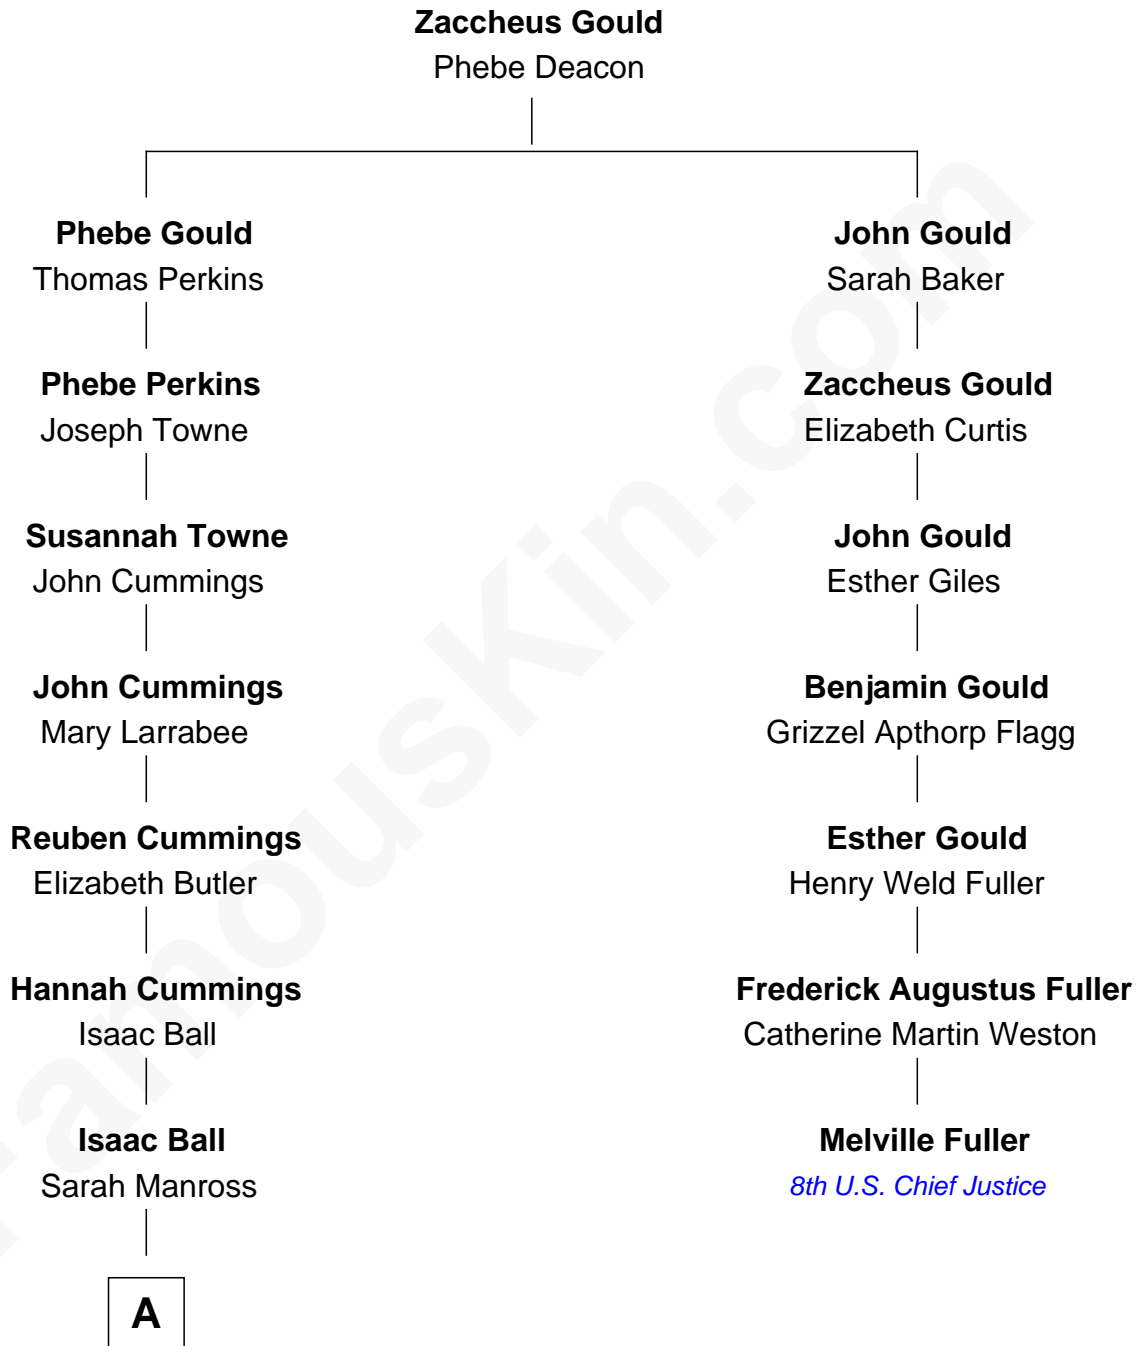 Zaccheus Gould
Phebe Deacon
Phebe Gould
Thomas Perkins
John Gould
Sarah Baker
Phebe Perkins
Joseph Towne
Zaccheus Gould
Elizabeth Curtis
Susannah Towne
John Cummings
John Gould
Esther Giles
John Cummings
Mary Larrabee
Benjamin Gould
Grizzel Apthorp Flagg
Reuben Cummings
Elizabeth Butler
Esther Gould
Henry Weld Fuller
Hannah Cummings
Isaac Ball
Frederick Augustus Fuller
Catherine Martin Weston
Isaac Ball
Sarah Manross
Melville Fuller
8th U.S. Chief Justice
A
FamousKin.com